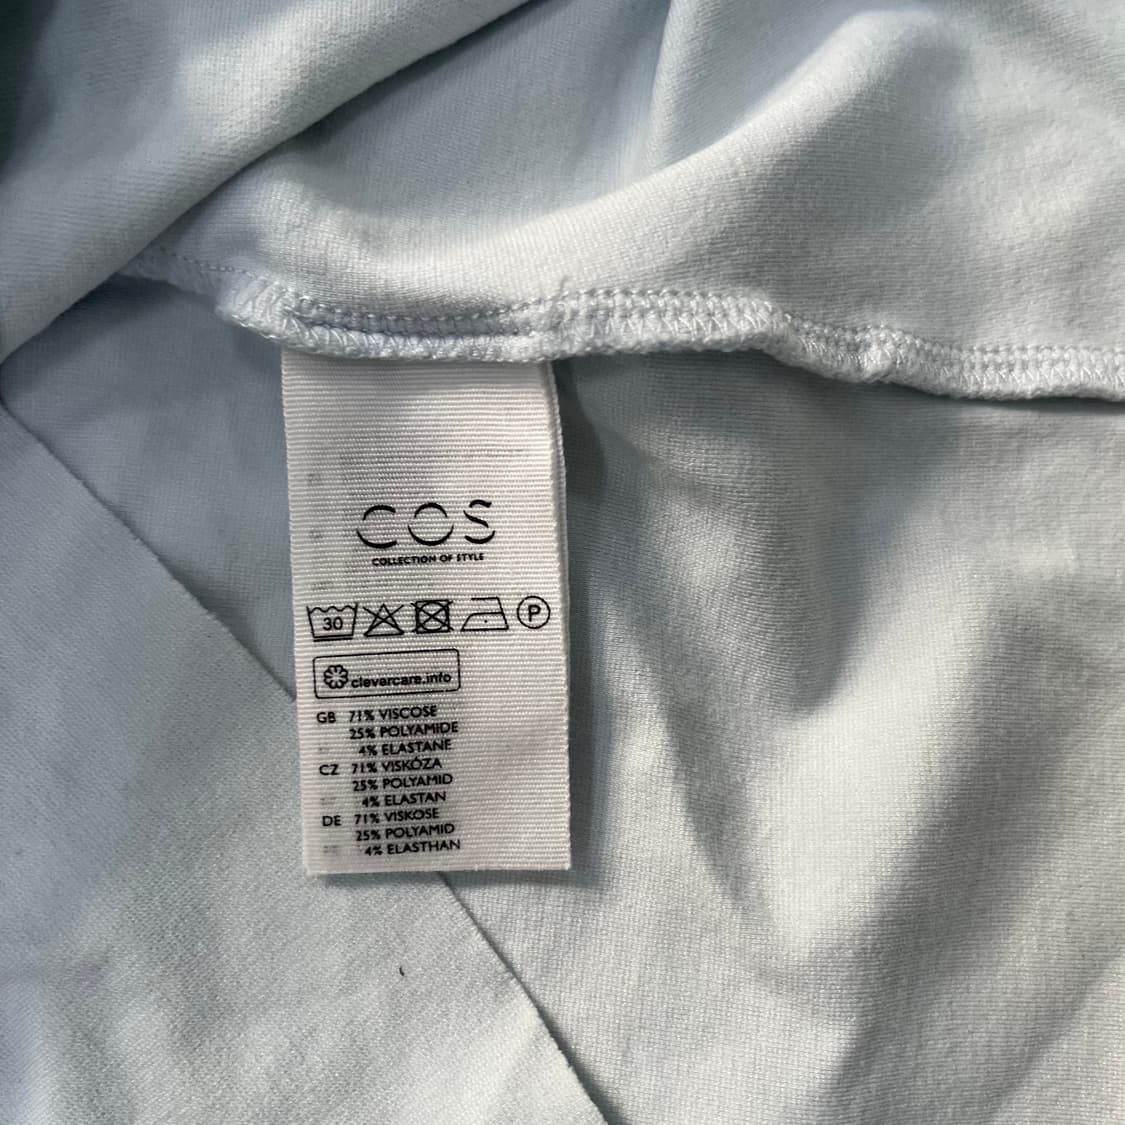 COS
COLLECTION OF STYLE
30 P
clevercare.info
GB 71% VISCOSE
25% POLYAMIDE
4% ELASTANE
CZ 71% VISKÓZA
25% POLYAMID
4% ELASTAN
DE 71% VISKOSE
25% POLYAMID
4% ELASTHAN